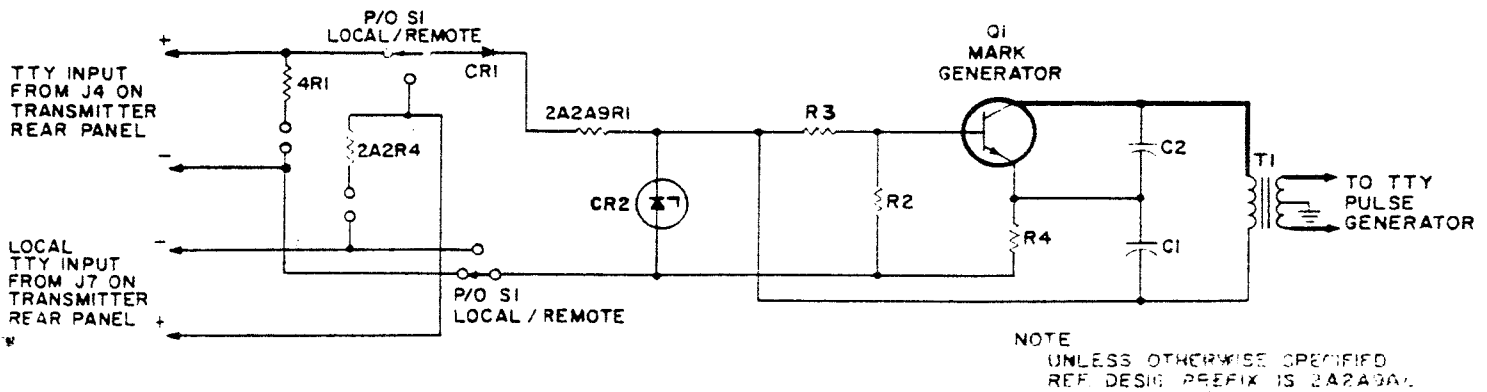 P/O S1
LOCAL/REMOTE
+
TTY INPUT
FROM J4 ON
TRANSMITTER
REAR PANEL
-
4R1
CR1
2A2R4
2A2A9R1
CR2
R3
R2
Q1
MARK
GENERATOR
R4
C2
C1
T1
TO TTY
PULSE
GENERATOR
LOCAL
TTY INPUT
FROM J7 ON
TRANSMITTER
REAR PANEL
-
+
P/O S1
LOCAL / REMOTE
NOTE
UNLESS OTHERWISE SPECIFIED
REF. DESIG PREFIX IS